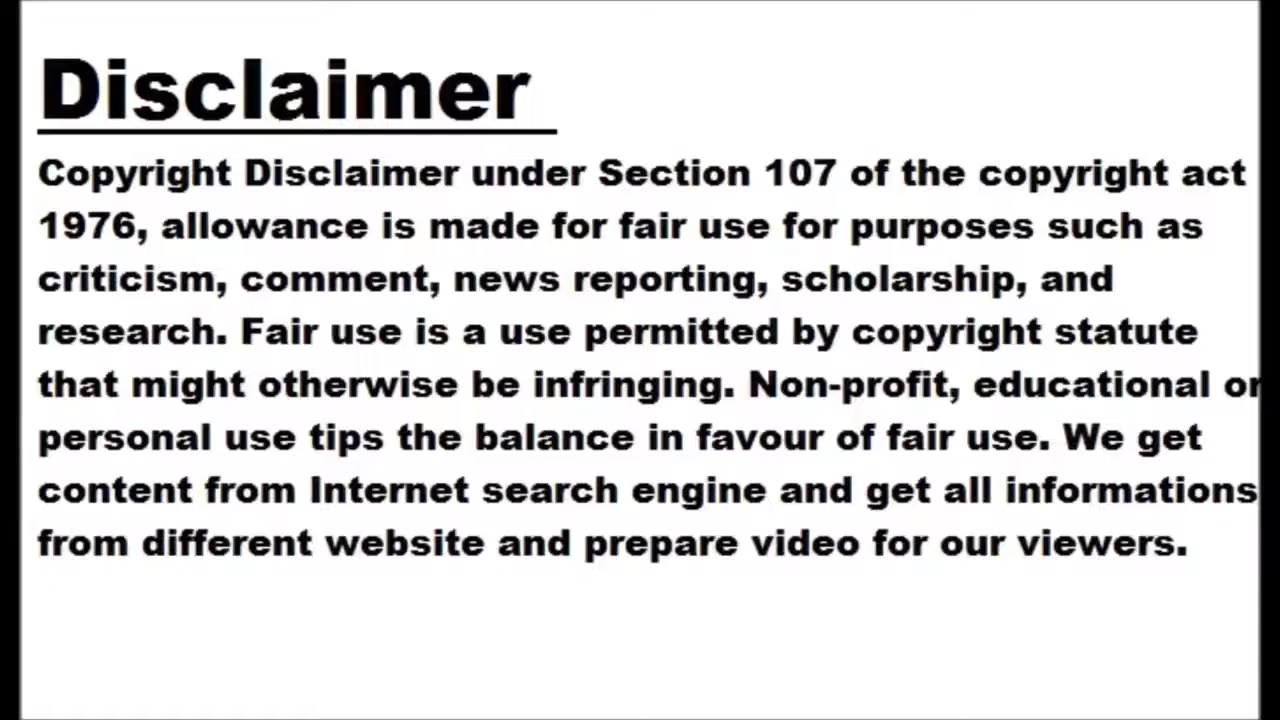 Disclaimer
Copyright Disclaimer under Section 107 of the copyright act
1976, allowance is made for fair use for purposes such as
criticism, comment, news reporting, scholarship, and
research. Fair use is a use permitted by copyright statute
that might otherwise be infringing. Non-profit, educational or
personal use tips the balance in favour of fair use. We get
content from Internet search engine and get all informations
from different website and prepare video for our viewers.